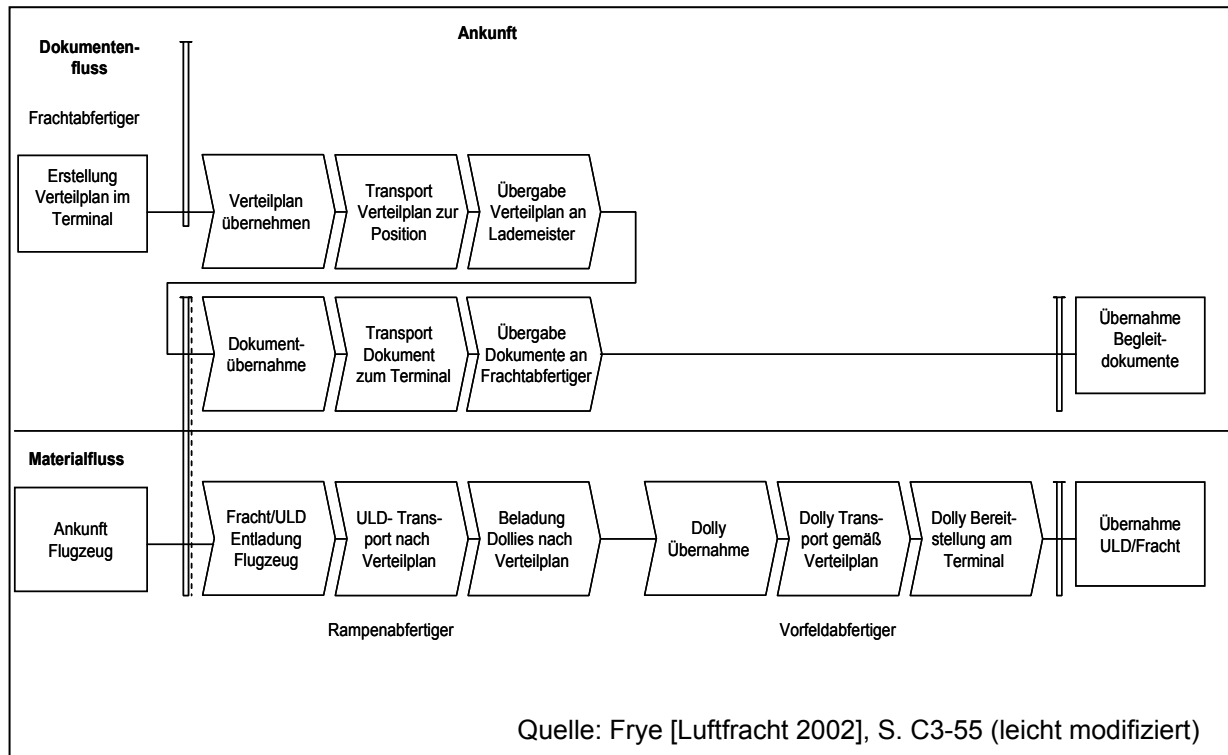 Ankunft
Dokumenten-
fluss
Frachtabfertiger
Erstellung
Verteilplan im
Terminal
Verteilplan
übernehmen
Transport
Verteilplan zur
Position
Übergabe
Verteilplan an
Lademeister
Dokument-
übernahme
Transport
Dokument
zum Terminal
Übergabe
Dokumente an
Frachtabfertiger
Übernahme
Begleit-
dokumente
Materialfluss
Ankunft
Flugzeug
Fracht/ULD
Entladung
Flugzeug
ULD- Trans-
port nach
Verteilplan
Beladung
Dollies nach
Verteilplan
Dolly
Übernahme
Dolly Trans-
port gemäß
Verteilplan
Dolly Bereit-
stellung am
Terminal
Übernahme
ULD/Fracht
Rampenabfertiger
Vorfeldabfertiger
Quelle: Frye [Luftfracht 2002], S. C3-55 (leicht modifiziert)